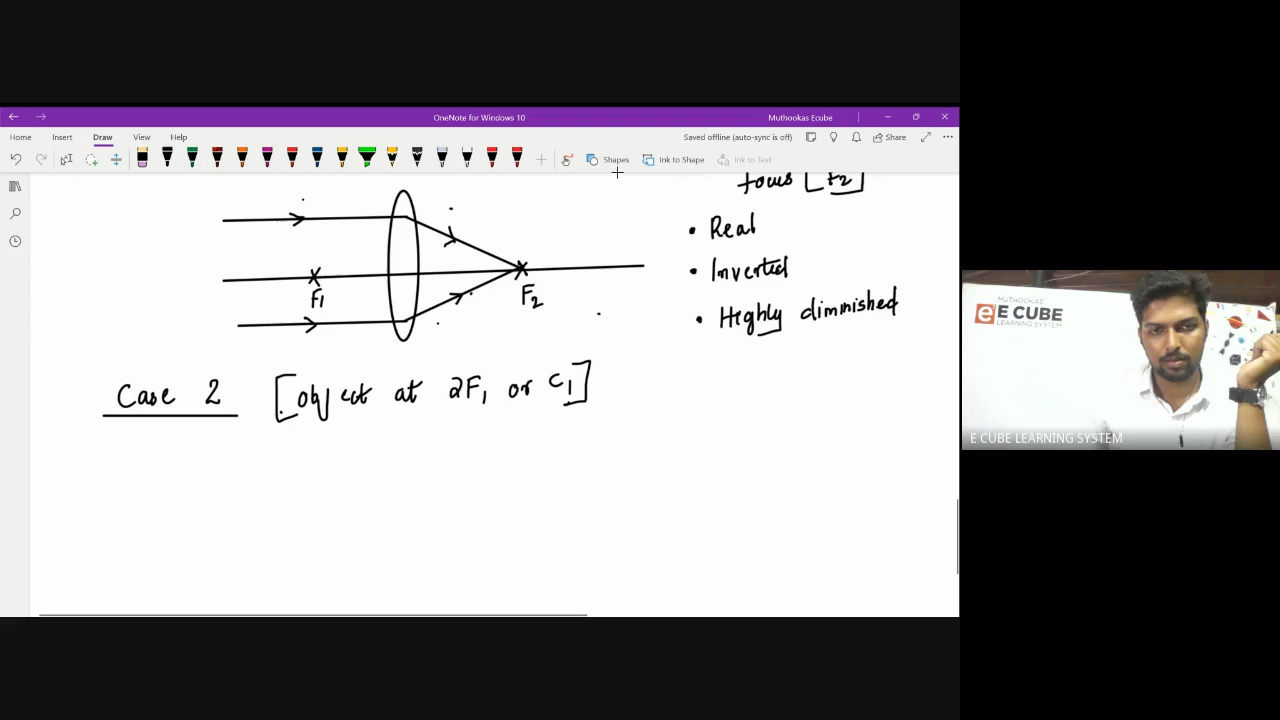 OneNote for Windows 10
Muthookas Ecube
Home Insert Draw View Help
Saved offline (auto-sync is off)
Share
Shapes
Ink to Shape
Ink to Text
focus [F2]
• Real
• Inverted
• Highly diminished
F1
F2
Case 2 [object at 2F1 or C1]
MUTHOOKAS
E CUBE
LEARNING SYSTEM
E CUBE LEARNING SYSTEM